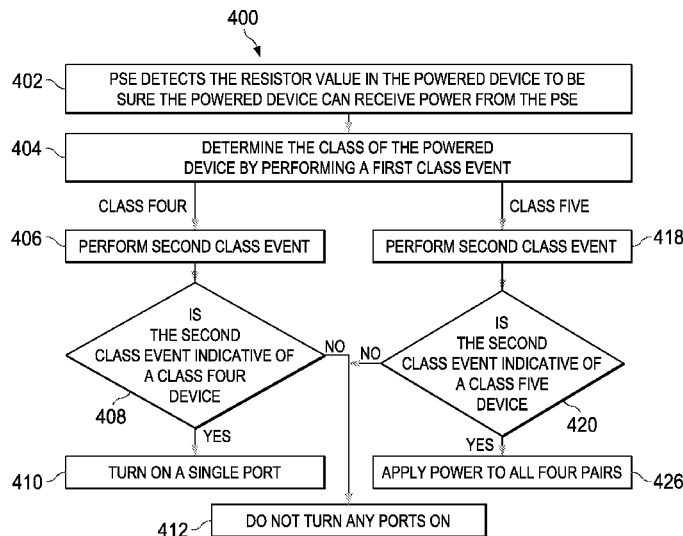 400
402
PSE DETECTS THE RESISTOR VALUE IN THE POWERED DEVICE TO BE
SURE THE POWERED DEVICE CAN RECEIVE POWER FROM THE PSE
404
DETERMINE THE CLASS OF THE POWERED
DEVICE BY PERFORMING A FIRST CLASS EVENT
CLASS FOUR
CLASS FIVE
406
PERFORM SECOND CLASS EVENT
PERFORM SECOND CLASS EVENT
418
IS
THE SECOND
CLASS EVENT INDICATIVE OF
A CLASS FOUR
DEVICE
408
NO
NO
IS
THE SECOND
CLASS EVENT INDICATIVE OF
A CLASS FIVE
DEVICE
420
YES
YES
410
TURN ON A SINGLE PORT
APPLY POWER TO ALL FOUR PAIRS
426
412
DO NOT TURN ANY PORTS ON